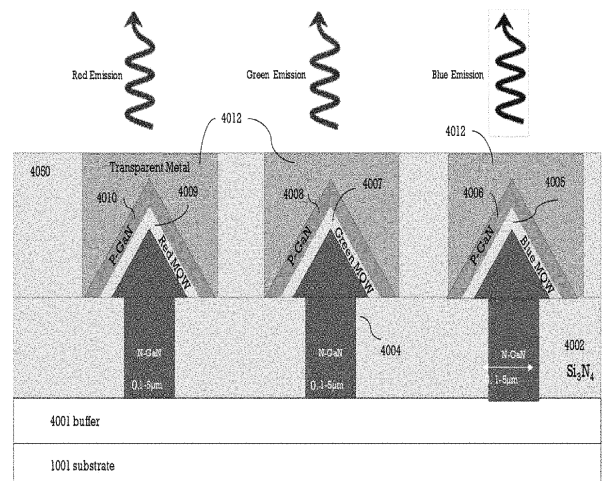 Red Emission
Green Emission
Blue Emission
4012
4012
4050
Transparent Metal
4010
4009
4008
4007
4006
4005
P-GaN
Red MQW
P-GaN
Green MQW
P-GaN
Blue MQW
4004
4002
N-GaN
N-GaN
N-GaN
Si3N4
0.1-5μm
0.1-5μm
0.1-5μm
4001 buffer
1001 substrate